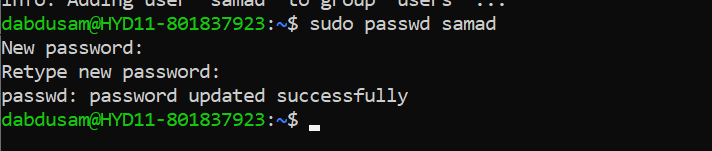 info: Adding user `samad' to group `users' ...
dabdusam@HYD11-801837923:~$ sudo passwd samad
New password:
Retype new password:
passwd: password updated successfully
dabdusam@HYD11-801837923:~$